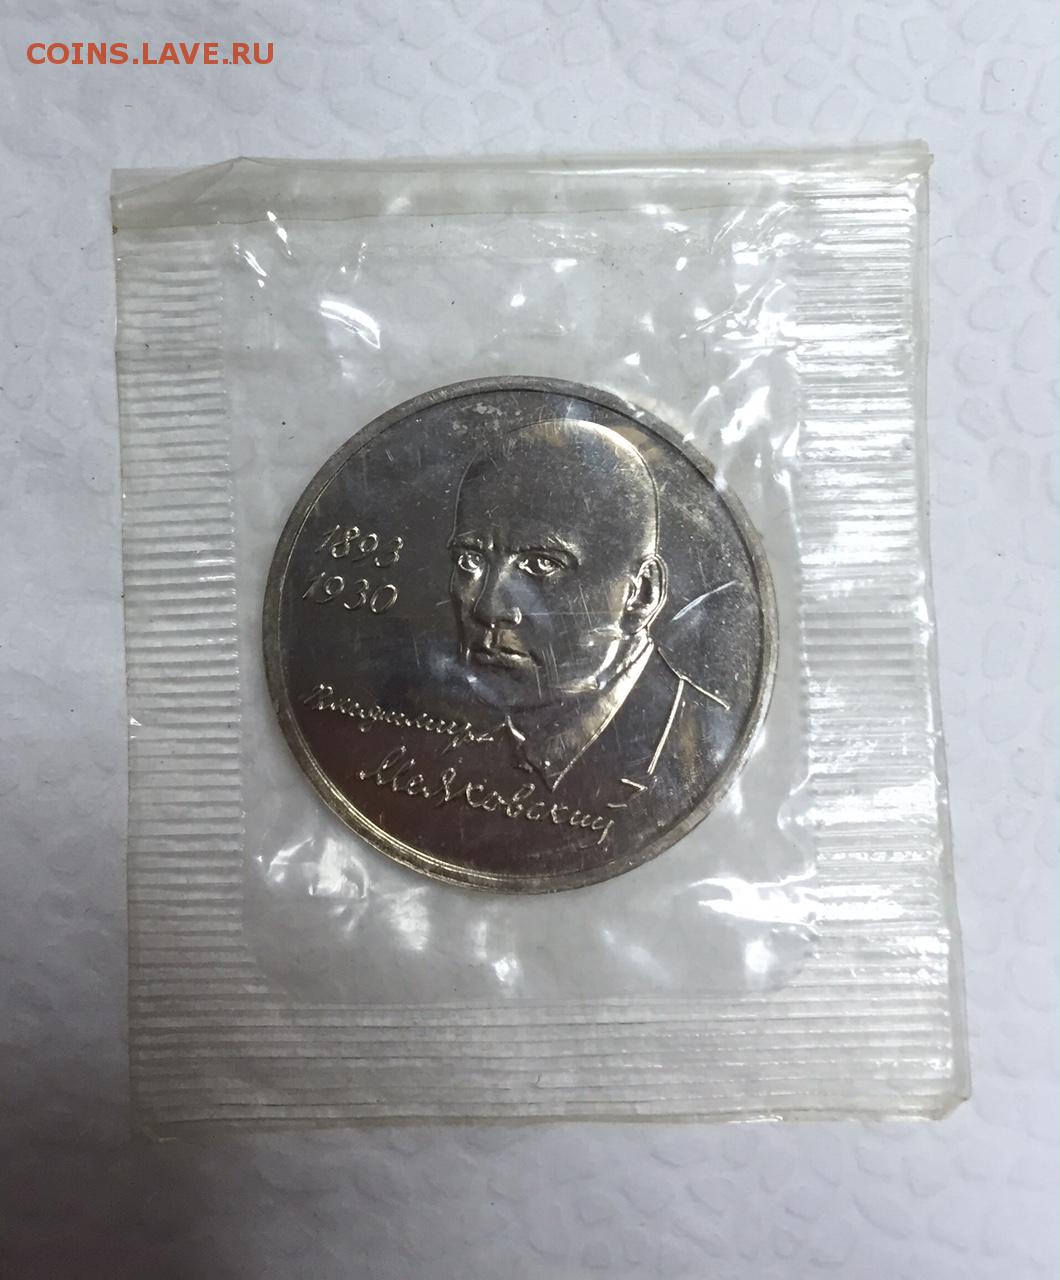 COINS.LAVE.RU
1893
1930
Владимир
Маяковский